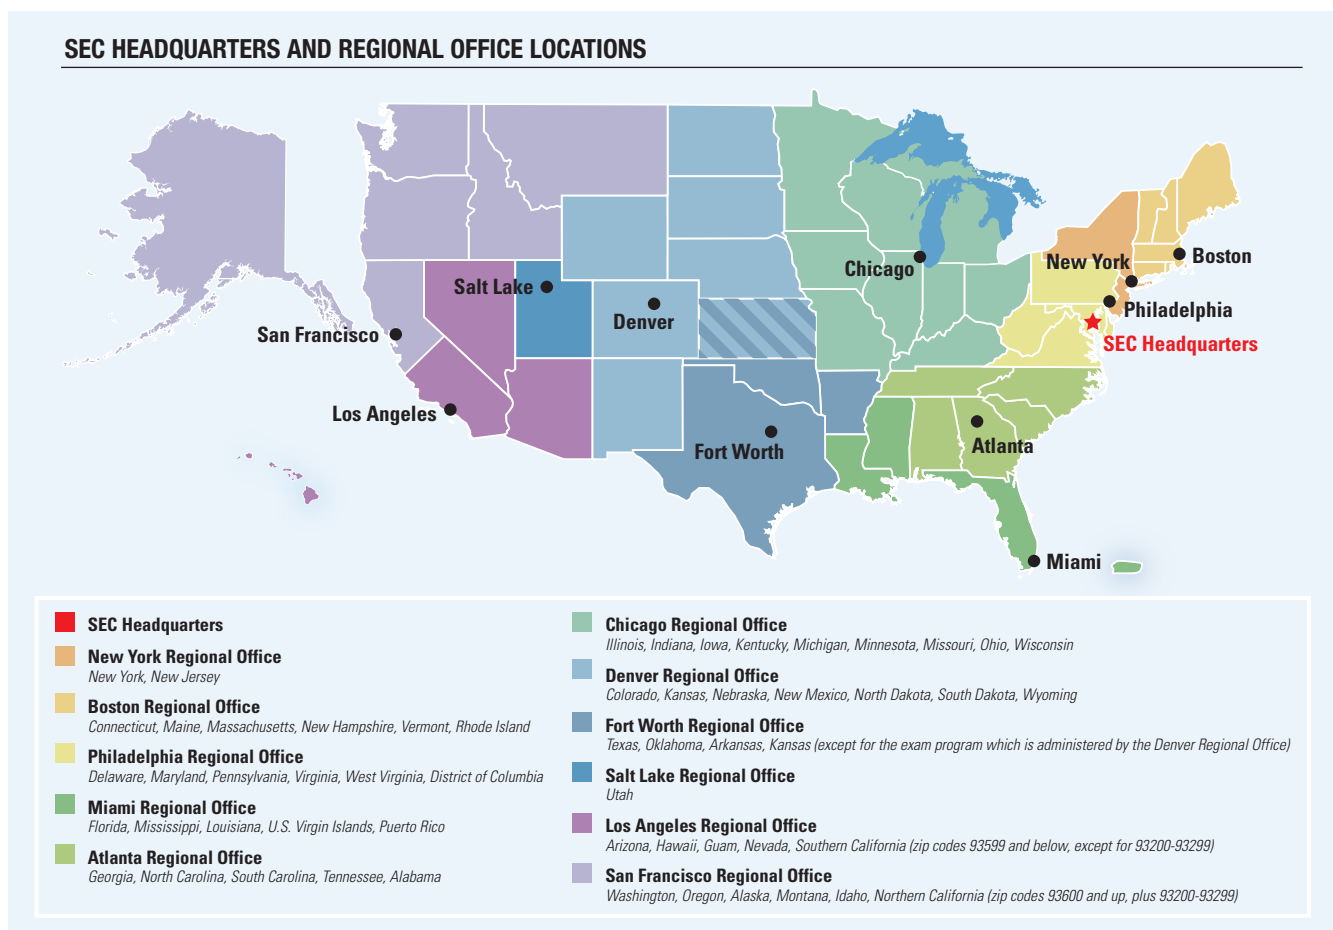 SEC HEADQUARTERS AND REGIONAL OFFICE LOCATIONS
Boston
New York
Chicago
Salt Lake
Philadelphia
Denver
San Francisco
SEC Headquarters
Los Angeles
Atlanta
Fort Worth
Miami
SEC Headquarters
New York Regional Office
New York, New Jersey
Boston Regional Office
Connecticut, Maine, Massachusetts, New Hampshire, Vermont, Rhode Island
Philadelphia Regional Office
Delaware, Maryland, Pennsylvania, Virginia, West Virginia, District of Columbia
Miami Regional Office
Florida, Mississippi, Louisiana, U.S. Virgin Islands, Puerto Rico
Atlanta Regional Office
Georgia, North Carolina, South Carolina, Tennessee, Alabama
Chicago Regional Office
Illinois, Indiana, Iowa, Kentucky, Michigan, Minnesota, Missouri, Ohio, Wisconsin
Denver Regional Office
Colorado, Kansas, Nebraska, New Mexico, North Dakota, South Dakota, Wyoming
Fort Worth Regional Office
Texas, Oklahoma, Arkansas, Kansas (except for the exam program which is administered by the Denver Regional Office)
Salt Lake Regional Office
Utah
Los Angeles Regional Office
Arizona, Hawaii, Guam, Nevada, Southern California (zip codes 93599 and below, except for 93200-93299)
San Francisco Regional Office
Washington, Oregon, Alaska, Montana, Idaho, Northern California (zip codes 93600 and up, plus 93200-93299)